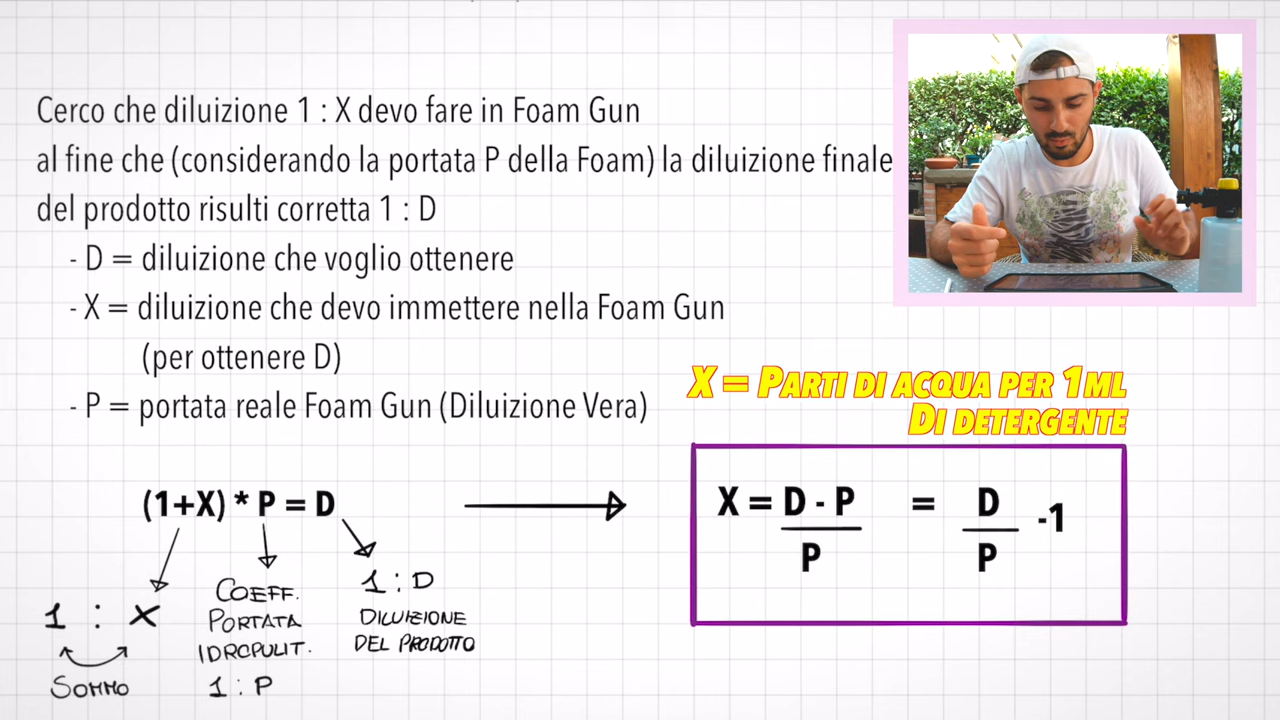 Cerco che diluizione 1 : X devo fare in Foam Gun
al fine che (considerando la portata P della Foam) la diluizione finale
del prodotto risulti corretta 1 : D
- D = diluizione che voglio ottenere
- X = diluizione che devo immettere nella Foam Gun
(per ottenere D)
- P = portata reale Foam Gun (Diluizione Vera)
X = PARTI DI ACQUA PER 1ML
DI DETERGENTE
(1+X) * P = D
X = D - P = D -1
P P
1 : X
SOMMO
COEFF.
PORTATA
IDROPULIT.
1 : P
1 : D
DILUIZIONE
DEL PRODOTTO